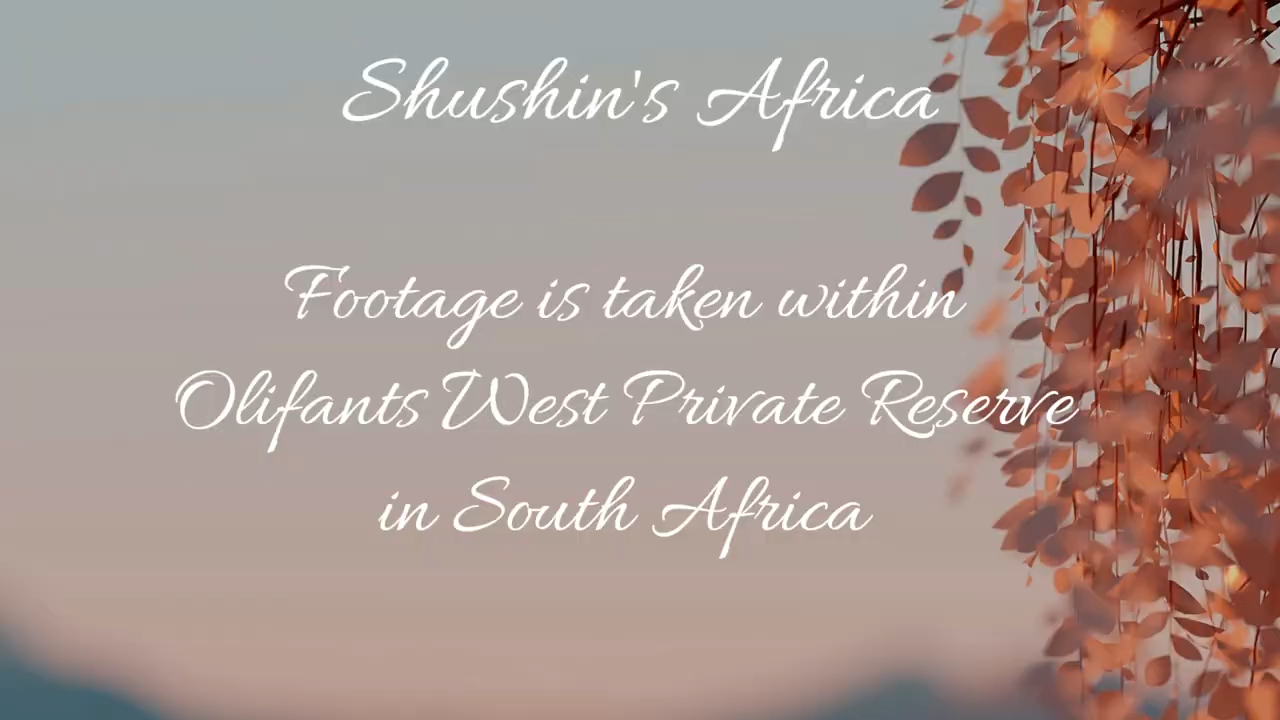 Shushin's Africa
Footage is taken within
Olifants West Private Reserve
in South Africa